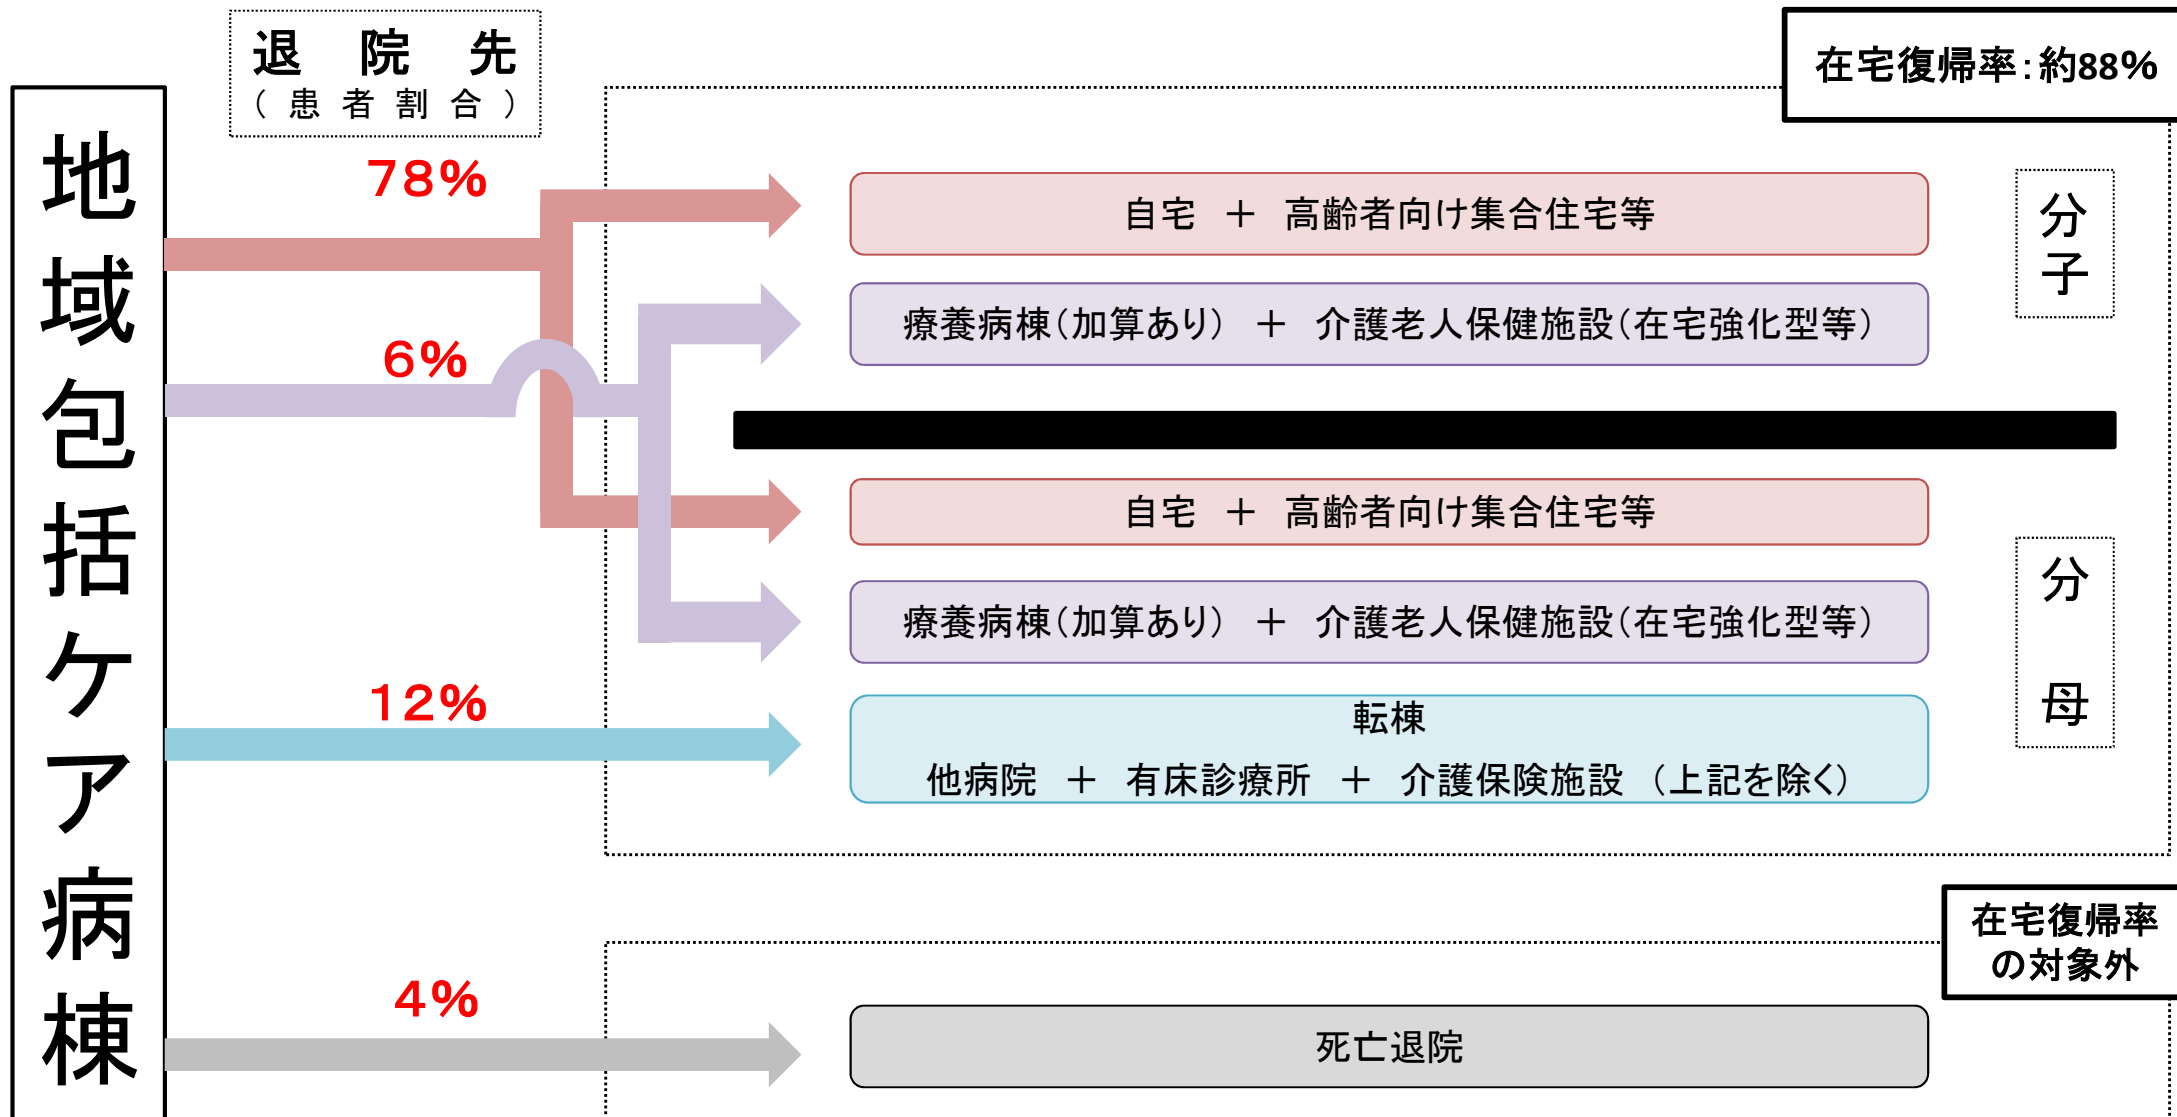 退院先
（患者割合）
在宅復帰率：約88%
地域包括ケア病棟
78%
自宅　＋　高齢者向け集合住宅等
分子
6%
療養病棟（加算あり）　＋　介護老人保健施設（在宅強化型等）
自宅　＋　高齢者向け集合住宅等
分母
療養病棟（加算あり）　＋　介護老人保健施設（在宅強化型等）
12%
転棟
他病院　＋　有床診療所　＋　介護保険施設　（上記を除く）
在宅復帰率
の対象外
4%
死亡退院